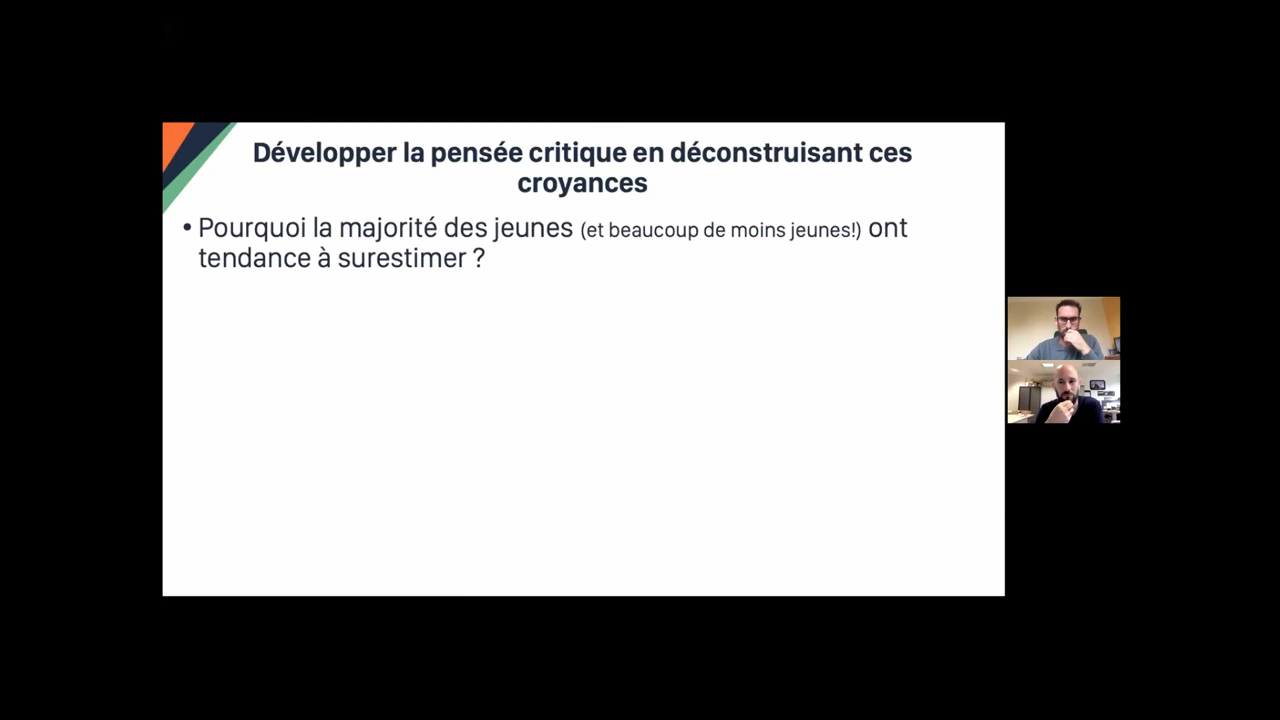 Développer la pensée critique en déconstruisant ces
croyances
• Pourquoi la majorité des jeunes (et beaucoup de moins jeunes!) ont
tendance à surestimer ?